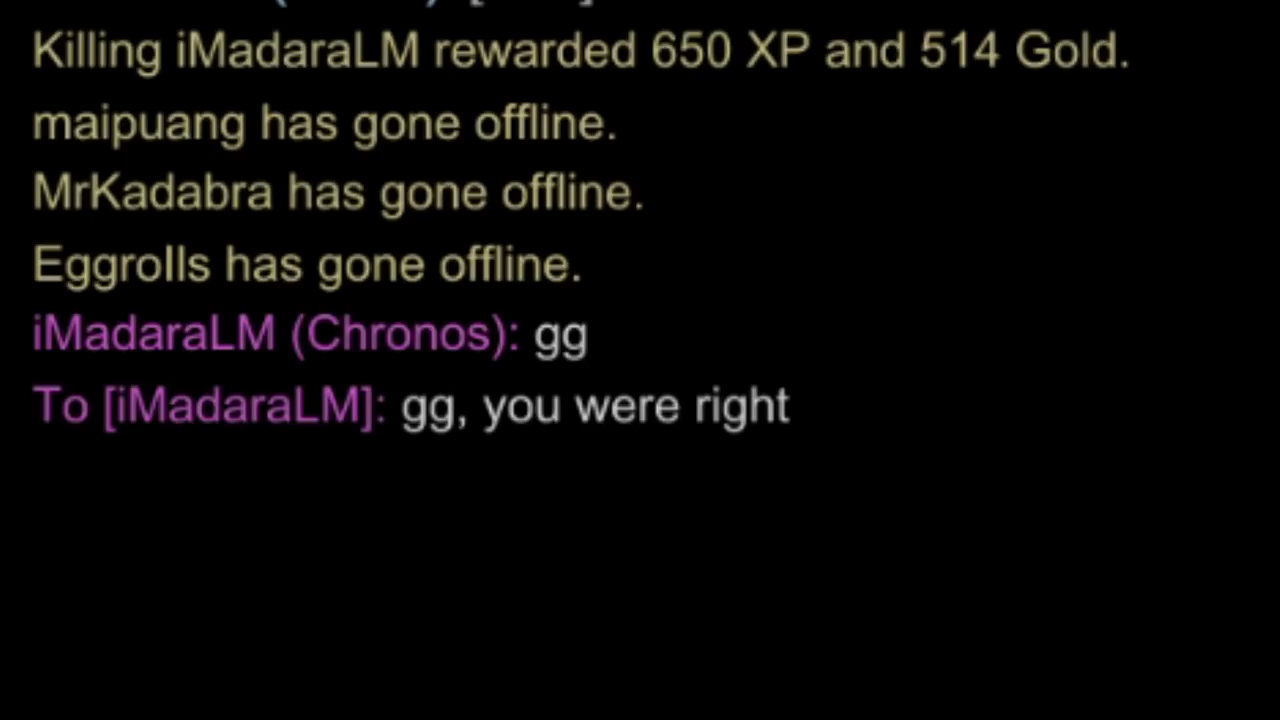 Killing iMadaraLM rewarded 650 XP and 514 Gold.
maipuang has gone offline.
MrKadabra has gone offline.
Eggrolls has gone offline.
iMadaraLM (Chronos): gg
To [iMadaraLM]: gg, you were right